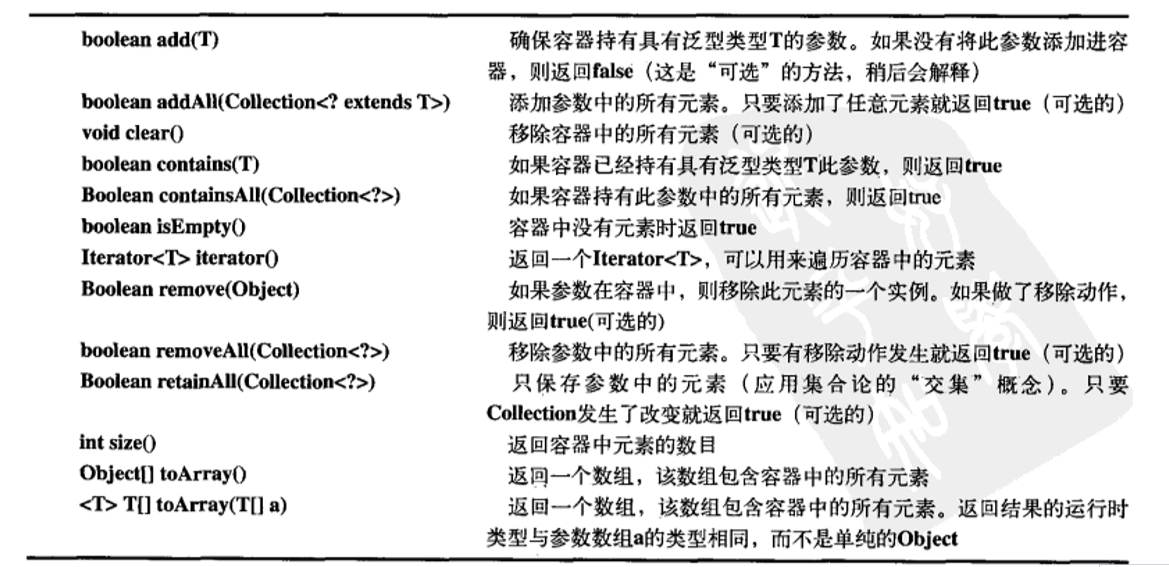 boolean add(T) 确保容器持有具有泛型类型T的参数。如果没有将此参数添加进容
器，则返回false（这是“可选”的方法，稍后会解释）
boolean addAll(Collection<? extends T>) 添加参数中的所有元素。只要添加了任意元素就返回true（可选的）
void clear() 移除容器中的所有元素（可选的）
boolean contains(T) 如果容器已经持有具有泛型类型T此参数，则返回true
Boolean containsAll(Collection<?>) 如果容器持有此参数中的所有元素，则返回true
boolean isEmpty() 容器中没有元素时返回true
Iterator<T> iterator() 返回一个Iterator<T>，可以用来遍历容器中的元素
Boolean remove(Object) 如果参数在容器中，则移除此元素的一个实例。如果做了移除动作，
则返回true(可选的）
boolean removeAll(Collection<?>) 移除参数中的所有元素。只要有移除动作发生就返回true（可选的）
Boolean retainAll(Collection<?>) 只保存参数中的元素（应用集合论的“交集”概念）。只要
Collection发生了改变就返回true（可选的）
int size() 返回容器中元素的数目
Object[] toArray() 返回一个数组，该数组包含容器中的所有元素
<T> T[] toArray(T[] a) 返回一个数组，该数组包含容器中的所有元素。返回结果的运行时
类型与参数数组a的类型相同，而不是单纯的Object